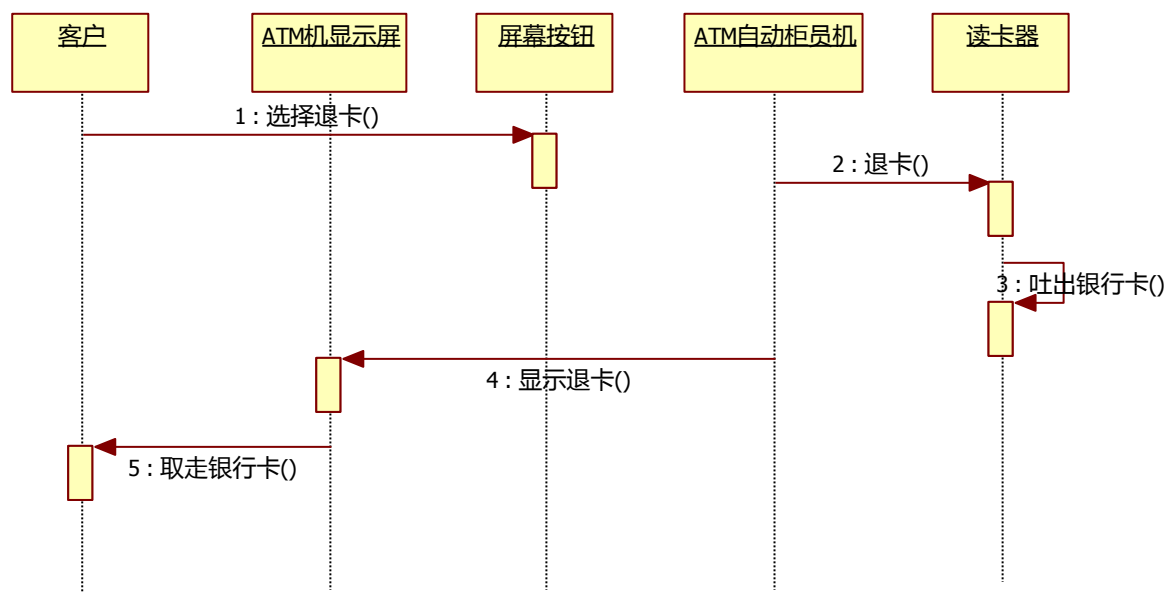 客户
ATM机显示屏
屏幕按钮
ATM自动柜员机
读卡器
1 : 选择退卡()
2 : 退卡()
3 : 吐出银行卡()
4 : 显示退卡()
5 : 取走银行卡()